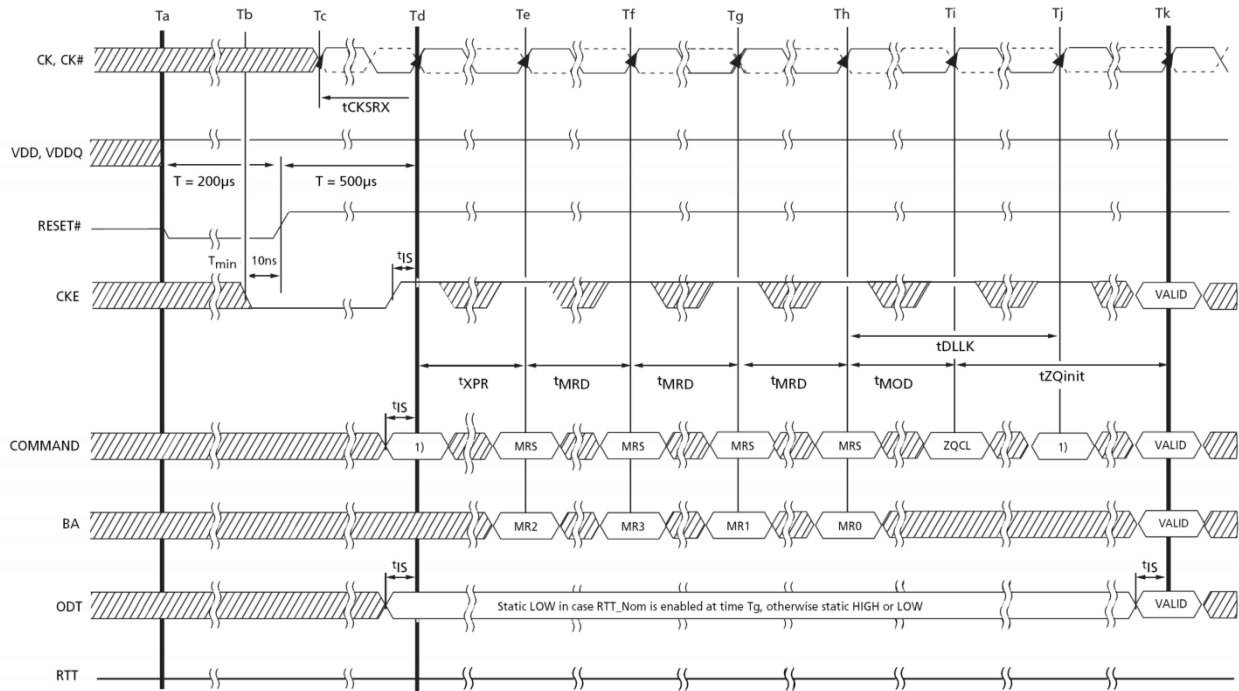 Ta Tb Tc Td Te Tf Tg Th Ti Tj Tk
CK, CK#
tCKSRX
VDD, VDDQ
T = 200µs T = 500µs
RESET#
Tmin 10ns tIS
CKE VALID
tDLLK
tXPR tMRD tMRD tMRD tMOD tZQinit
tIS
COMMAND 1) MRS MRS MRS MRS ZQCL 1) VALID
BA MR2 MR3 MR1 MR0 VALID
tIS tIS
ODT Static LOW in case RTT_Nom is enabled at time Tg, otherwise static HIGH or LOW VALID
RTT